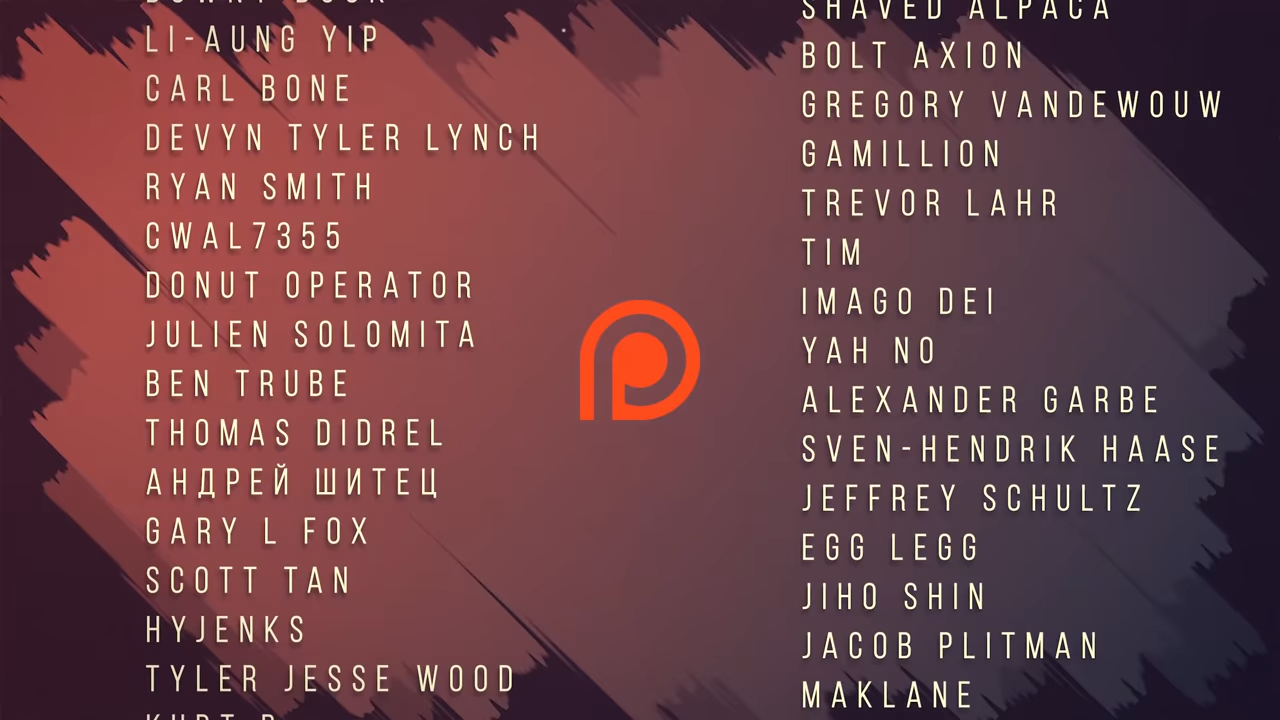 LI-AUNG YIP
CARL BONE
DEVYN TYLER LYNCH
RYAN SMITH
CWAL7355
DONUT OPERATOR
JULIEN SOLOMITA
BEN TRUBE
THOMAS DIDREL
АНДРЕЙ ШИТЕЦ
GARY L FOX
SCOTT TAN
HYJENKS
TYLER JESSE WOOD
SHAVED ALPACA
BOLT AXION
GREGORY VANDEWOUW
GAMILLION
TREVOR LAHR
TIM
IMAGO DEI
YAH NO
ALEXANDER GARBE
SVEN-HENDRIK HAASE
JEFFREY SCHULTZ
EGG LEGG
JIHO SHIN
JACOB PLITMAN
MAKLANE